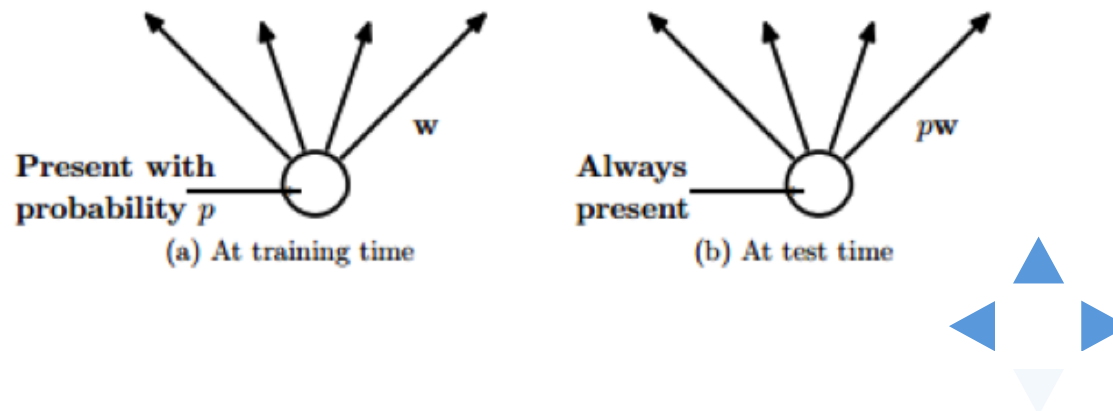 w
pw
Present with
probability p
Always
present
(a) At training time
(b) At test time